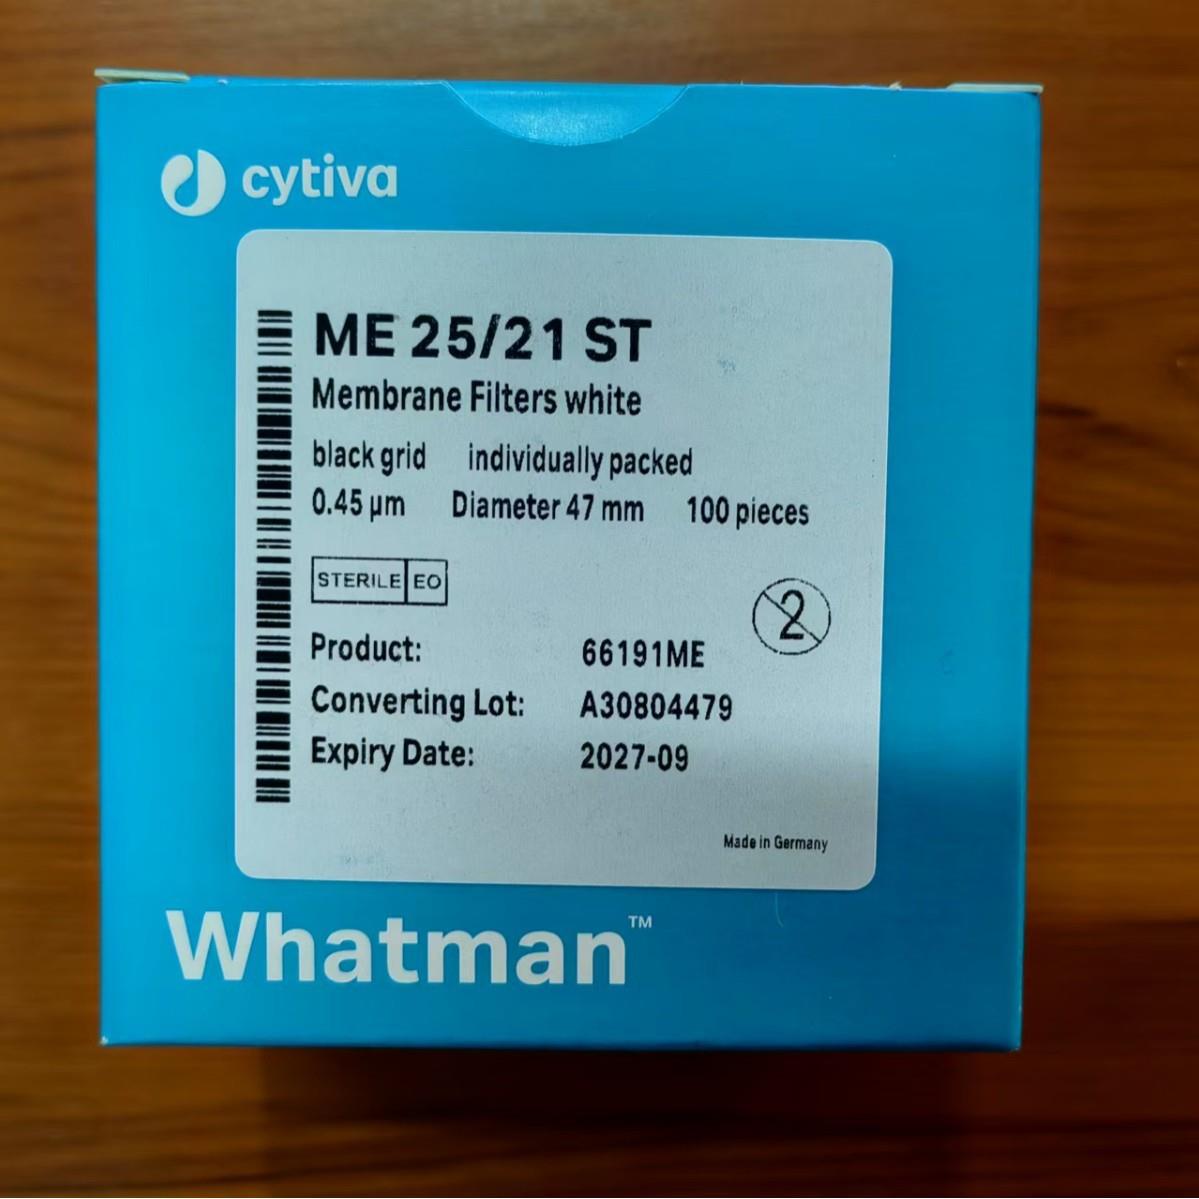 cytiva
ME 25/21 ST
Membrane Filters white
black grid individually packed
0.45 µm Diameter 47 mm 100 pieces
STERILE EO
2
Product: 66191ME
Converting Lot: A30804479
Expiry Date: 2027-09
Made in Germany
Whatman™